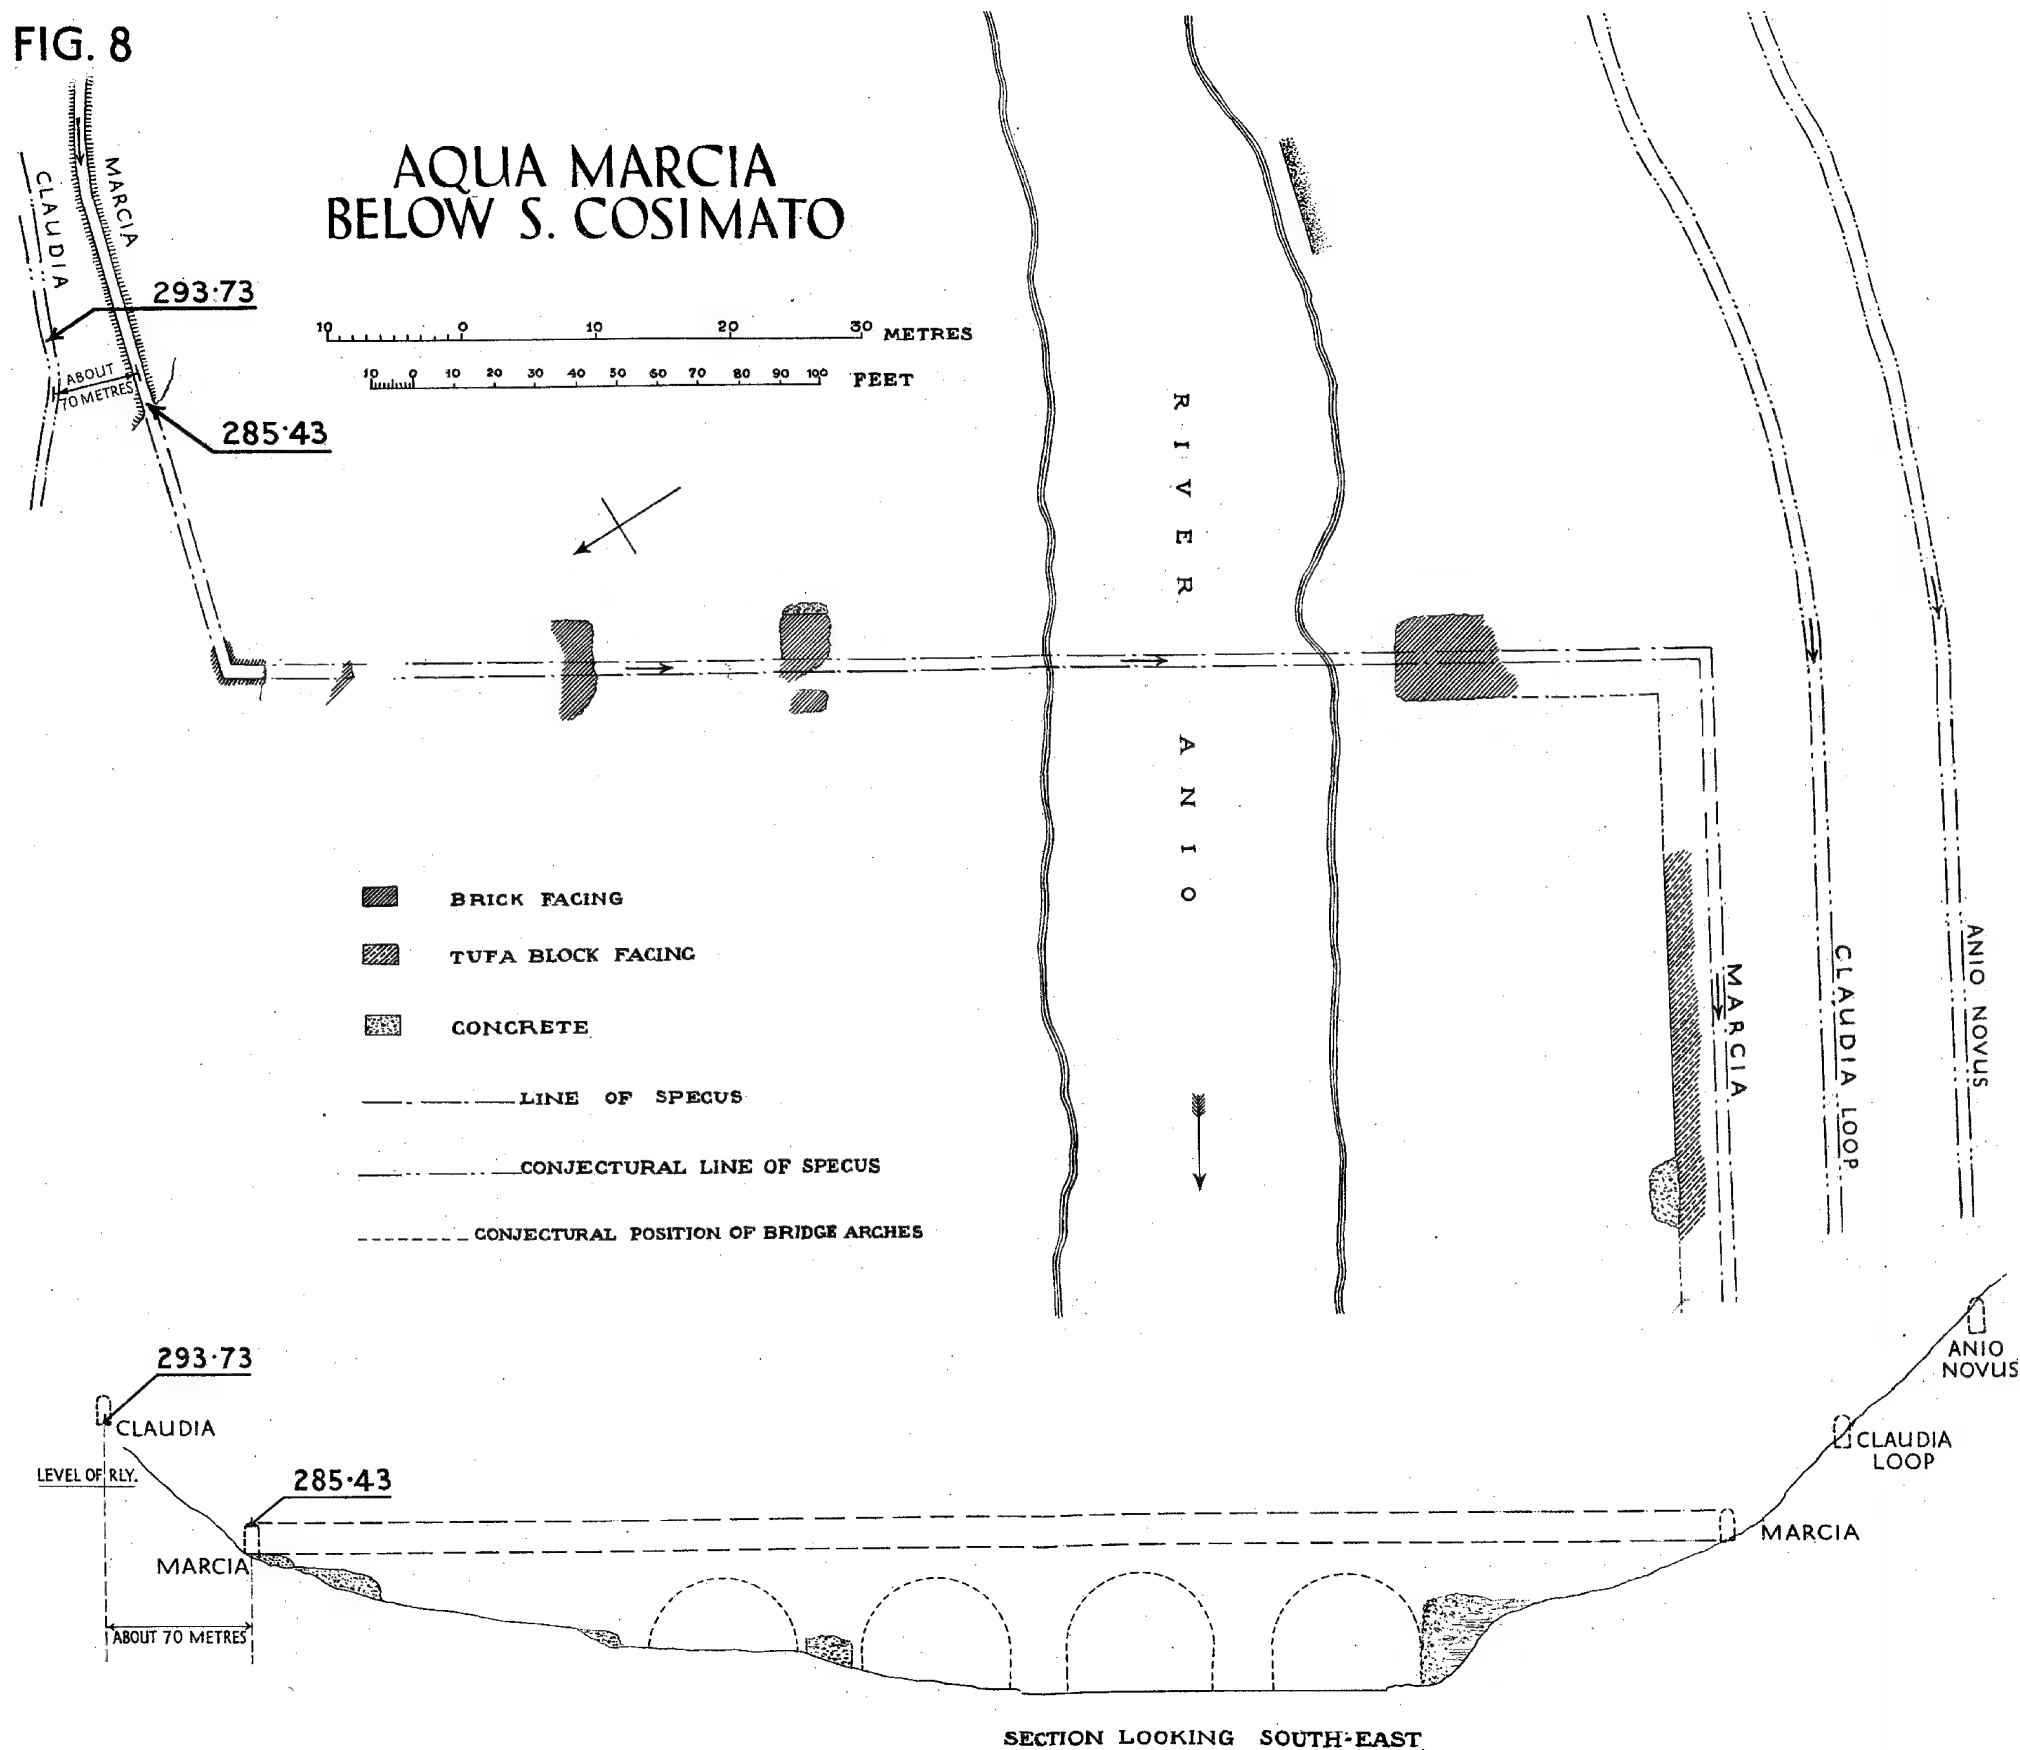 FIG. 8
AQUA MARCIA
BELOW S. COSIMATO
MARCIA
CLAUDIA
293·73
ABOUT
70 METRES
285·43
10 0 10 20 30 METRES
10 0 10 20 30 40 50 60 70 80 90 100 FEET
RIVER
ANIO
BRICK FACING
TUFA BLOCK FACING
CONCRETE
LINE OF SPECUS
CONJECTURAL LINE OF SPECUS
CONJECTURAL POSITION OF BRIDGE ARCHES
MARCIA
CLAUDIA LOOP
ANIO NOVUS
293·73
CLAUDIA
LEVEL OF RLY.
285·43
MARCIA
ABOUT 70 METRES
ANIO
NOVUS
CLAUDIA
LOOP
MARCIA
SECTION LOOKING SOUTH-EAST